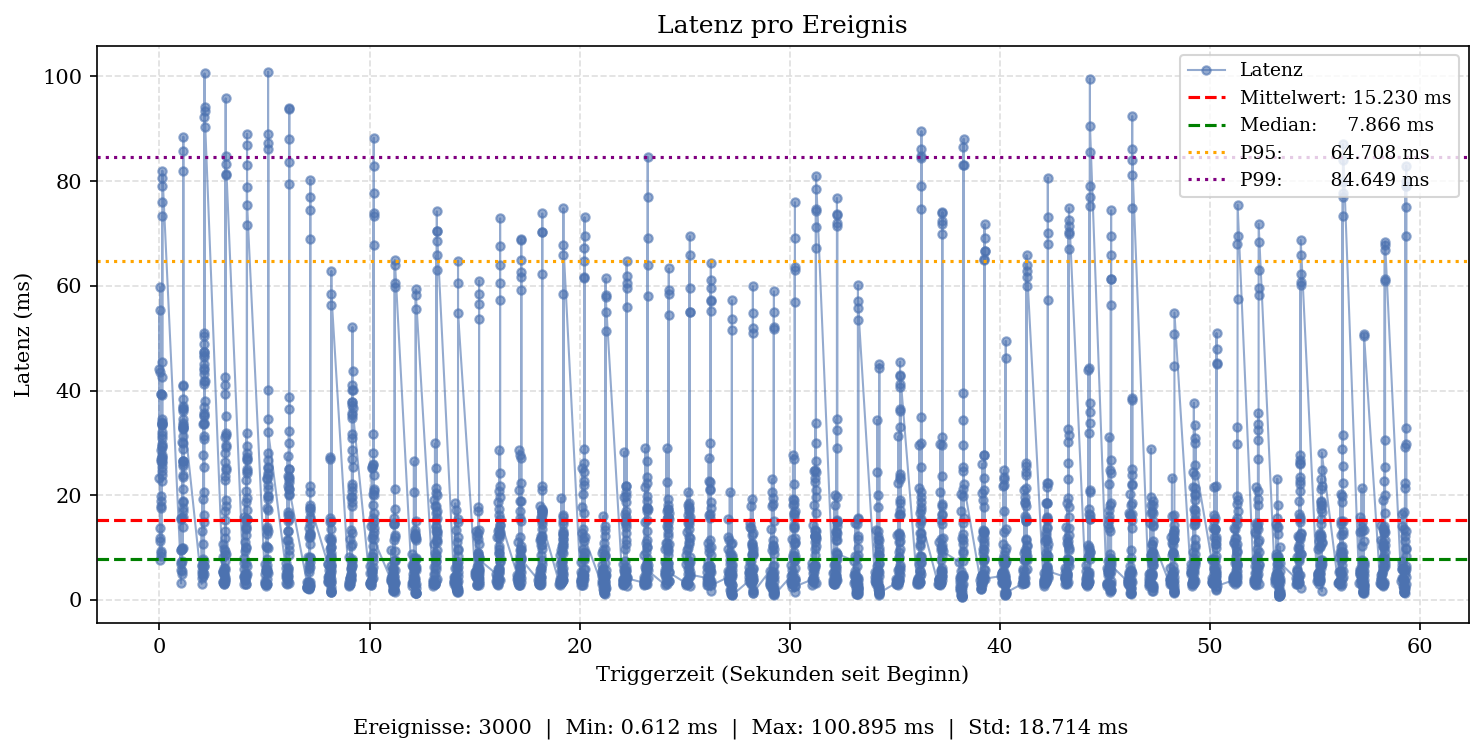 Latenz pro Ereignis
Latenz (ms)
100
80
60
40
20
0
Latenz
Mittelwert: 15.230 ms
Median: 7.866 ms
P95: 64.708 ms
P99: 84.649 ms
0 10 20 30 40 50 60
Triggerzeit (Sekunden seit Beginn)
Ereignisse: 3000 | Min: 0.612 ms | Max: 100.895 ms | Std: 18.714 ms